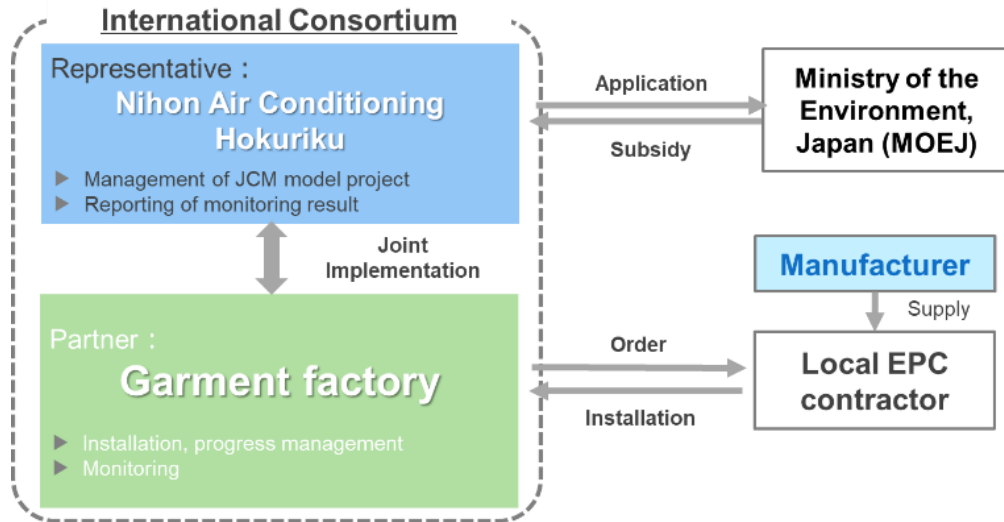 International Consortium
Representative：
Nihon Air Conditioning
Hokuriku
Management of JCM model project
Reporting of monitoring result
Application
Subsidy
Ministry of the
Environment,
Japan (MOEJ)
Joint
Implementation
Manufacturer
Supply
Partner：
Garment factory
Installation, progress management
Monitoring
Order
Installation
Local EPC
contractor